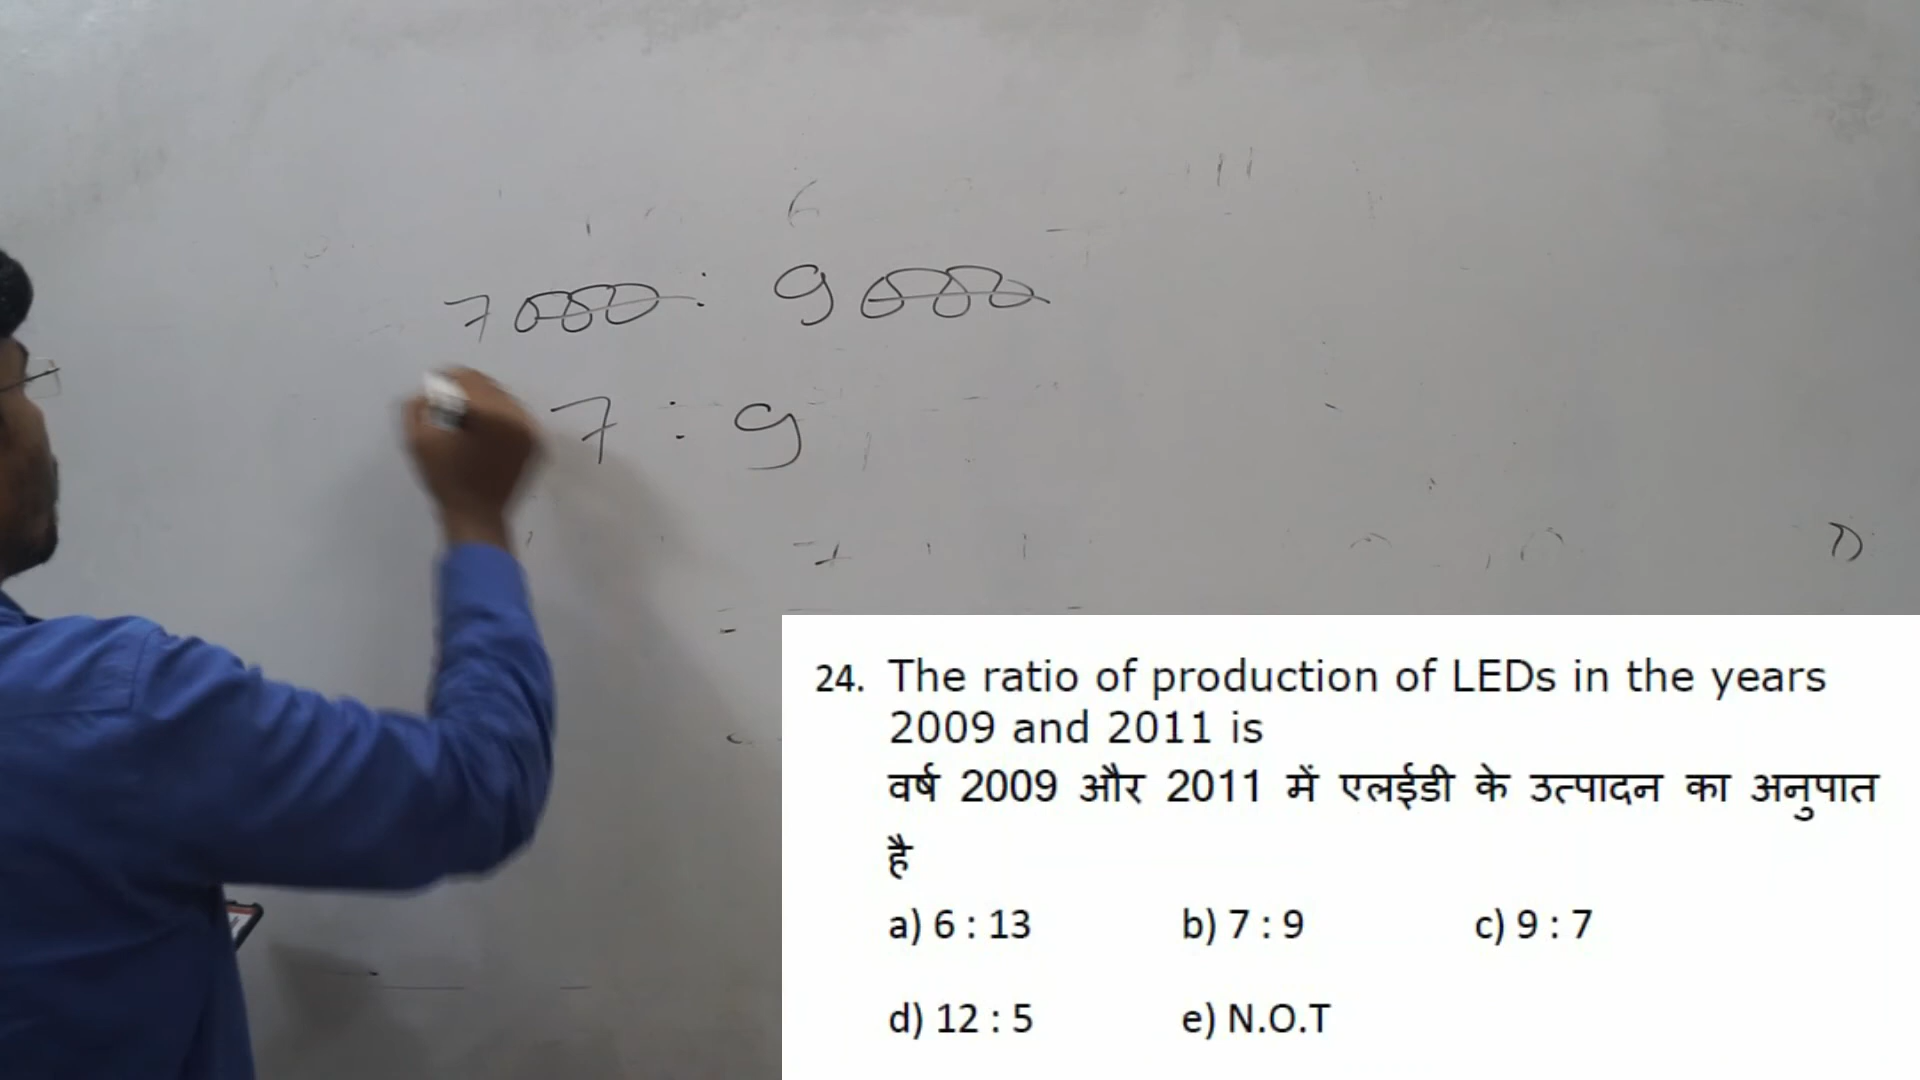 7000 : 9000
7 : 9
24. The ratio of production of LEDs in the years
2009 and 2011 is
वर्ष 2009 और 2011 में एलईडी के उत्पादन का अनुपात
है
a) 6 : 13 b) 7 : 9 c) 9 : 7
d) 12 : 5 e) N.O.T